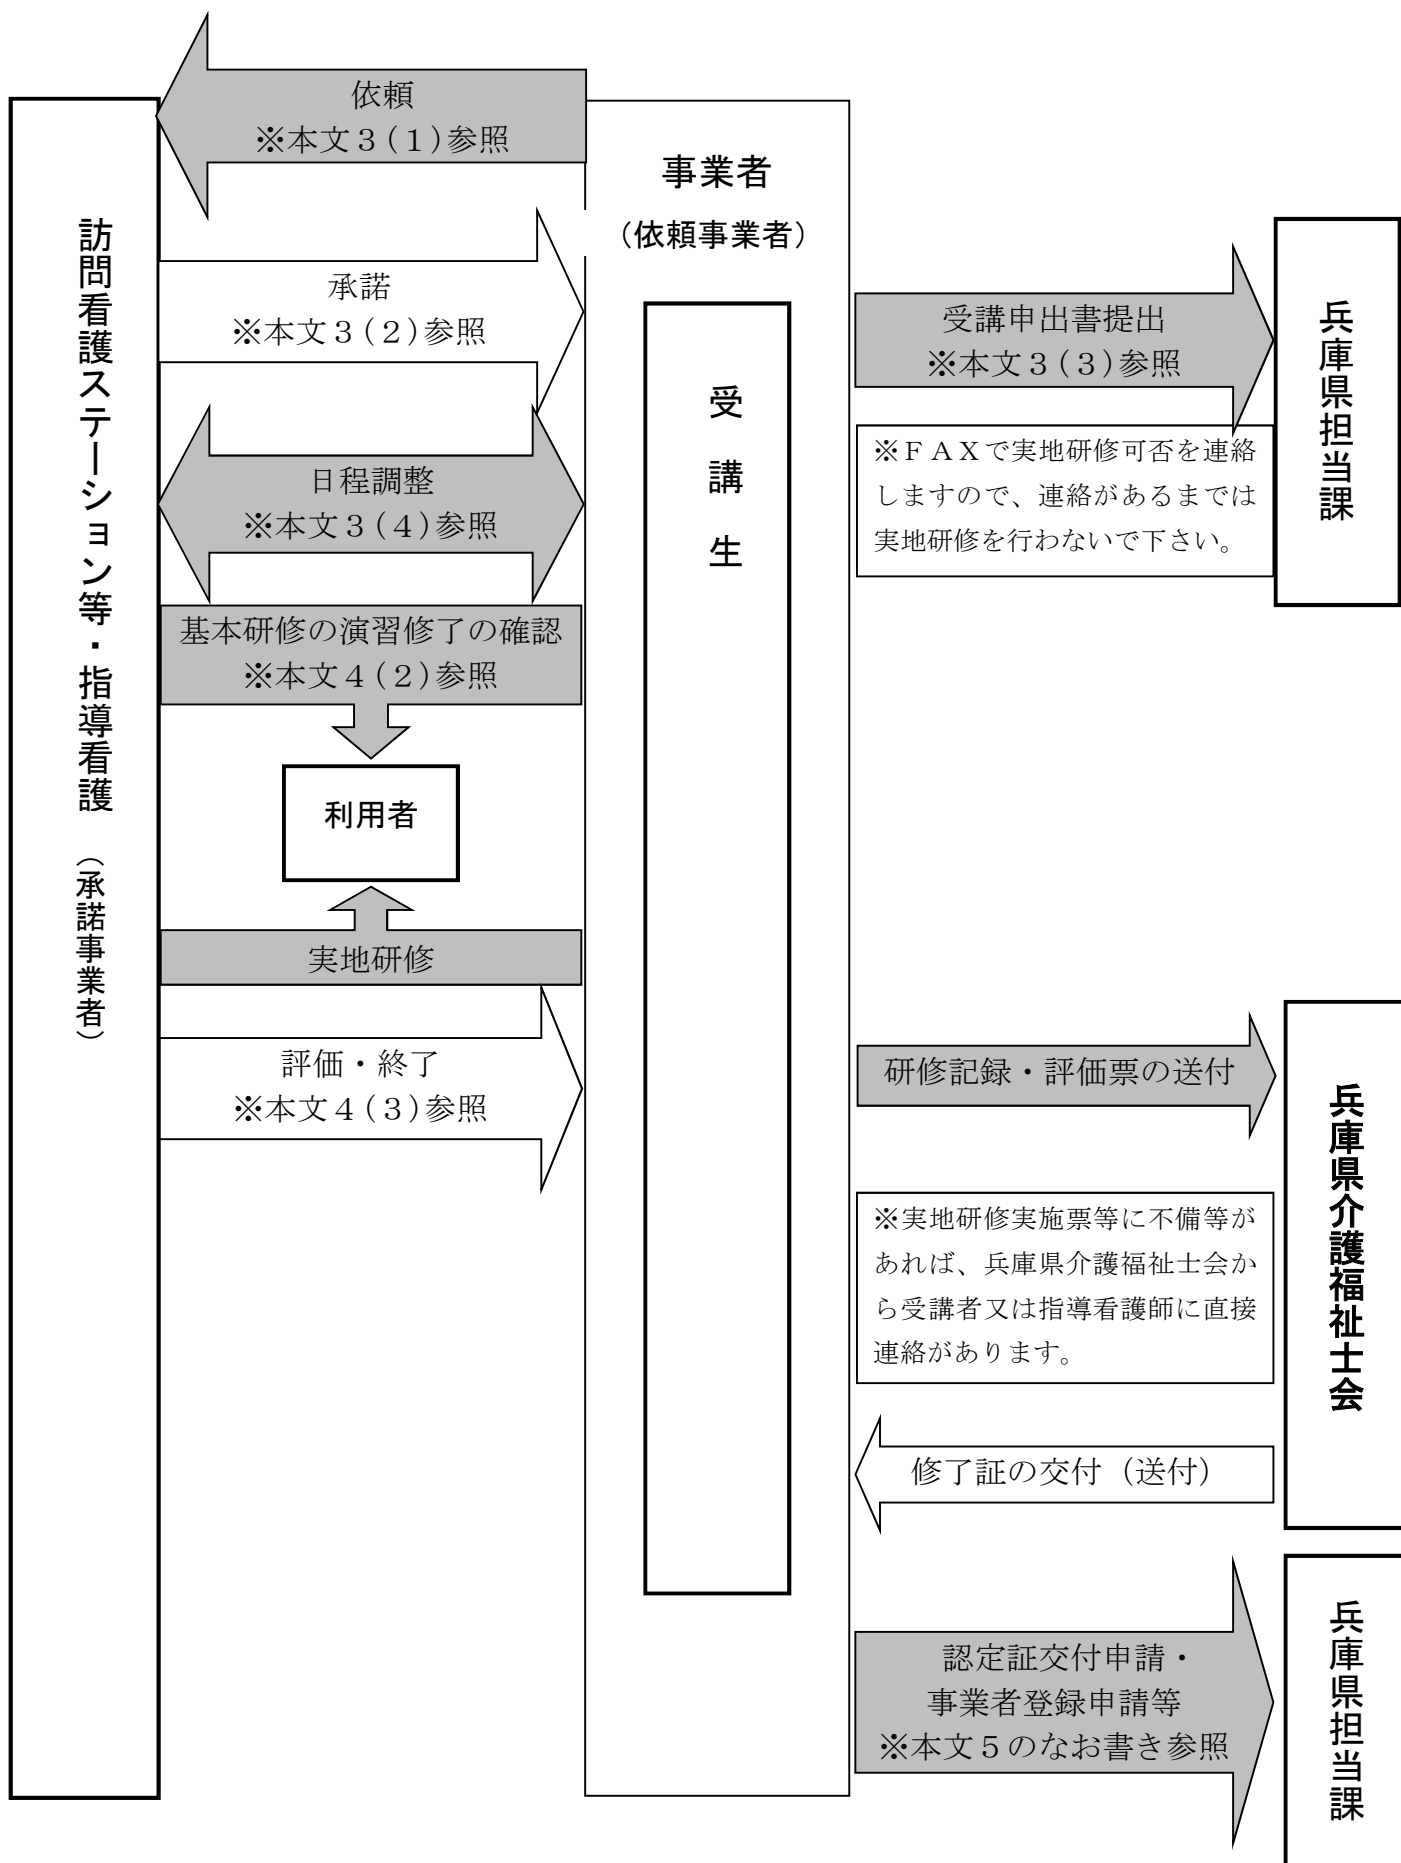 依頼
※本文３(１)参照
事業者
(依頼事業者)
訪問看護ステーション等・指導看護
(承諾事業者)
承諾
※本文３(２)参照
受講生
受講申出書提出
※本文３(３)参照
兵庫県担当課
※ＦＡＸで実地研修可否を連絡
しますので、連絡があるまでは
実地研修を行わないで下さい。
日程調整
※本文３(４)参照
基本研修の演習修了の確認
※本文４(２)参照
利用者
実地研修
評価・終了
※本文４(３)参照
研修記録・評価票の送付
兵庫県介護福祉士会
※実地研修実施票等に不備等が
あれば、兵庫県介護福祉士会か
ら受講者又は指導看護師に直接
連絡があります。
修了証の交付（送付）
認定証交付申請・
事業者登録申請等
※本文５のなお書き参照
兵庫県担当課